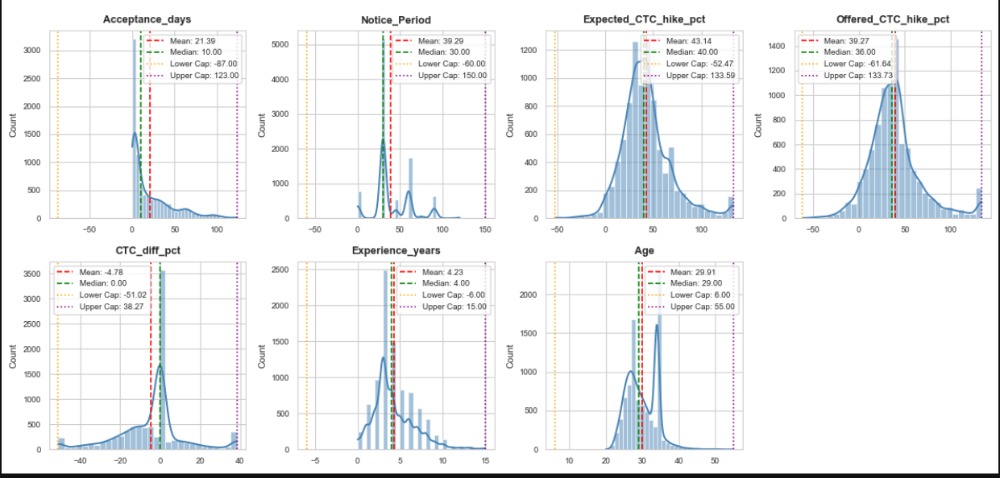 Acceptance_days
Mean: 21.39
Median: 10.00
Lower Cap: -87.00
Upper Cap: 123.00
Count
3000
2500
2000
1500
1000
500
0
−50 0 50 100
Notice_Period
Mean: 39.29
Median: 30.00
Lower Cap: -60.00
Upper Cap: 150.00
Count
5000
4000
3000
2000
1000
0
−50 0 50 100 150
Expected_CTC_hike_pct
Mean: 43.14
Median: 40.00
Lower Cap: -52.47
Upper Cap: 133.59
Count
1200
1000
800
600
400
200
0
−50 0 50 100
Offered_CTC_hike_pct
Mean: 39.27
Median: 36.00
Lower Cap: -61.64
Upper Cap: 133.73
Count
1400
1200
1000
800
600
400
200
0
−50 0 50 100
CTC_diff_pct
Mean: -4.78
Median: 0.00
Lower Cap: -51.02
Upper Cap: 38.27
Count
3500
3000
2500
2000
1500
1000
500
0
−40 −20 0 20 40
Experience_years
Mean: 4.23
Median: 4.00
Lower Cap: -6.00
Upper Cap: 15.00
Count
2500
2000
1500
1000
500
0
−5 0 5 10 15
Age
Mean: 29.91
Median: 29.00
Lower Cap: 6.00
Upper Cap: 55.00
Count
2000
1500
1000
500
0
10 20 30 40 50